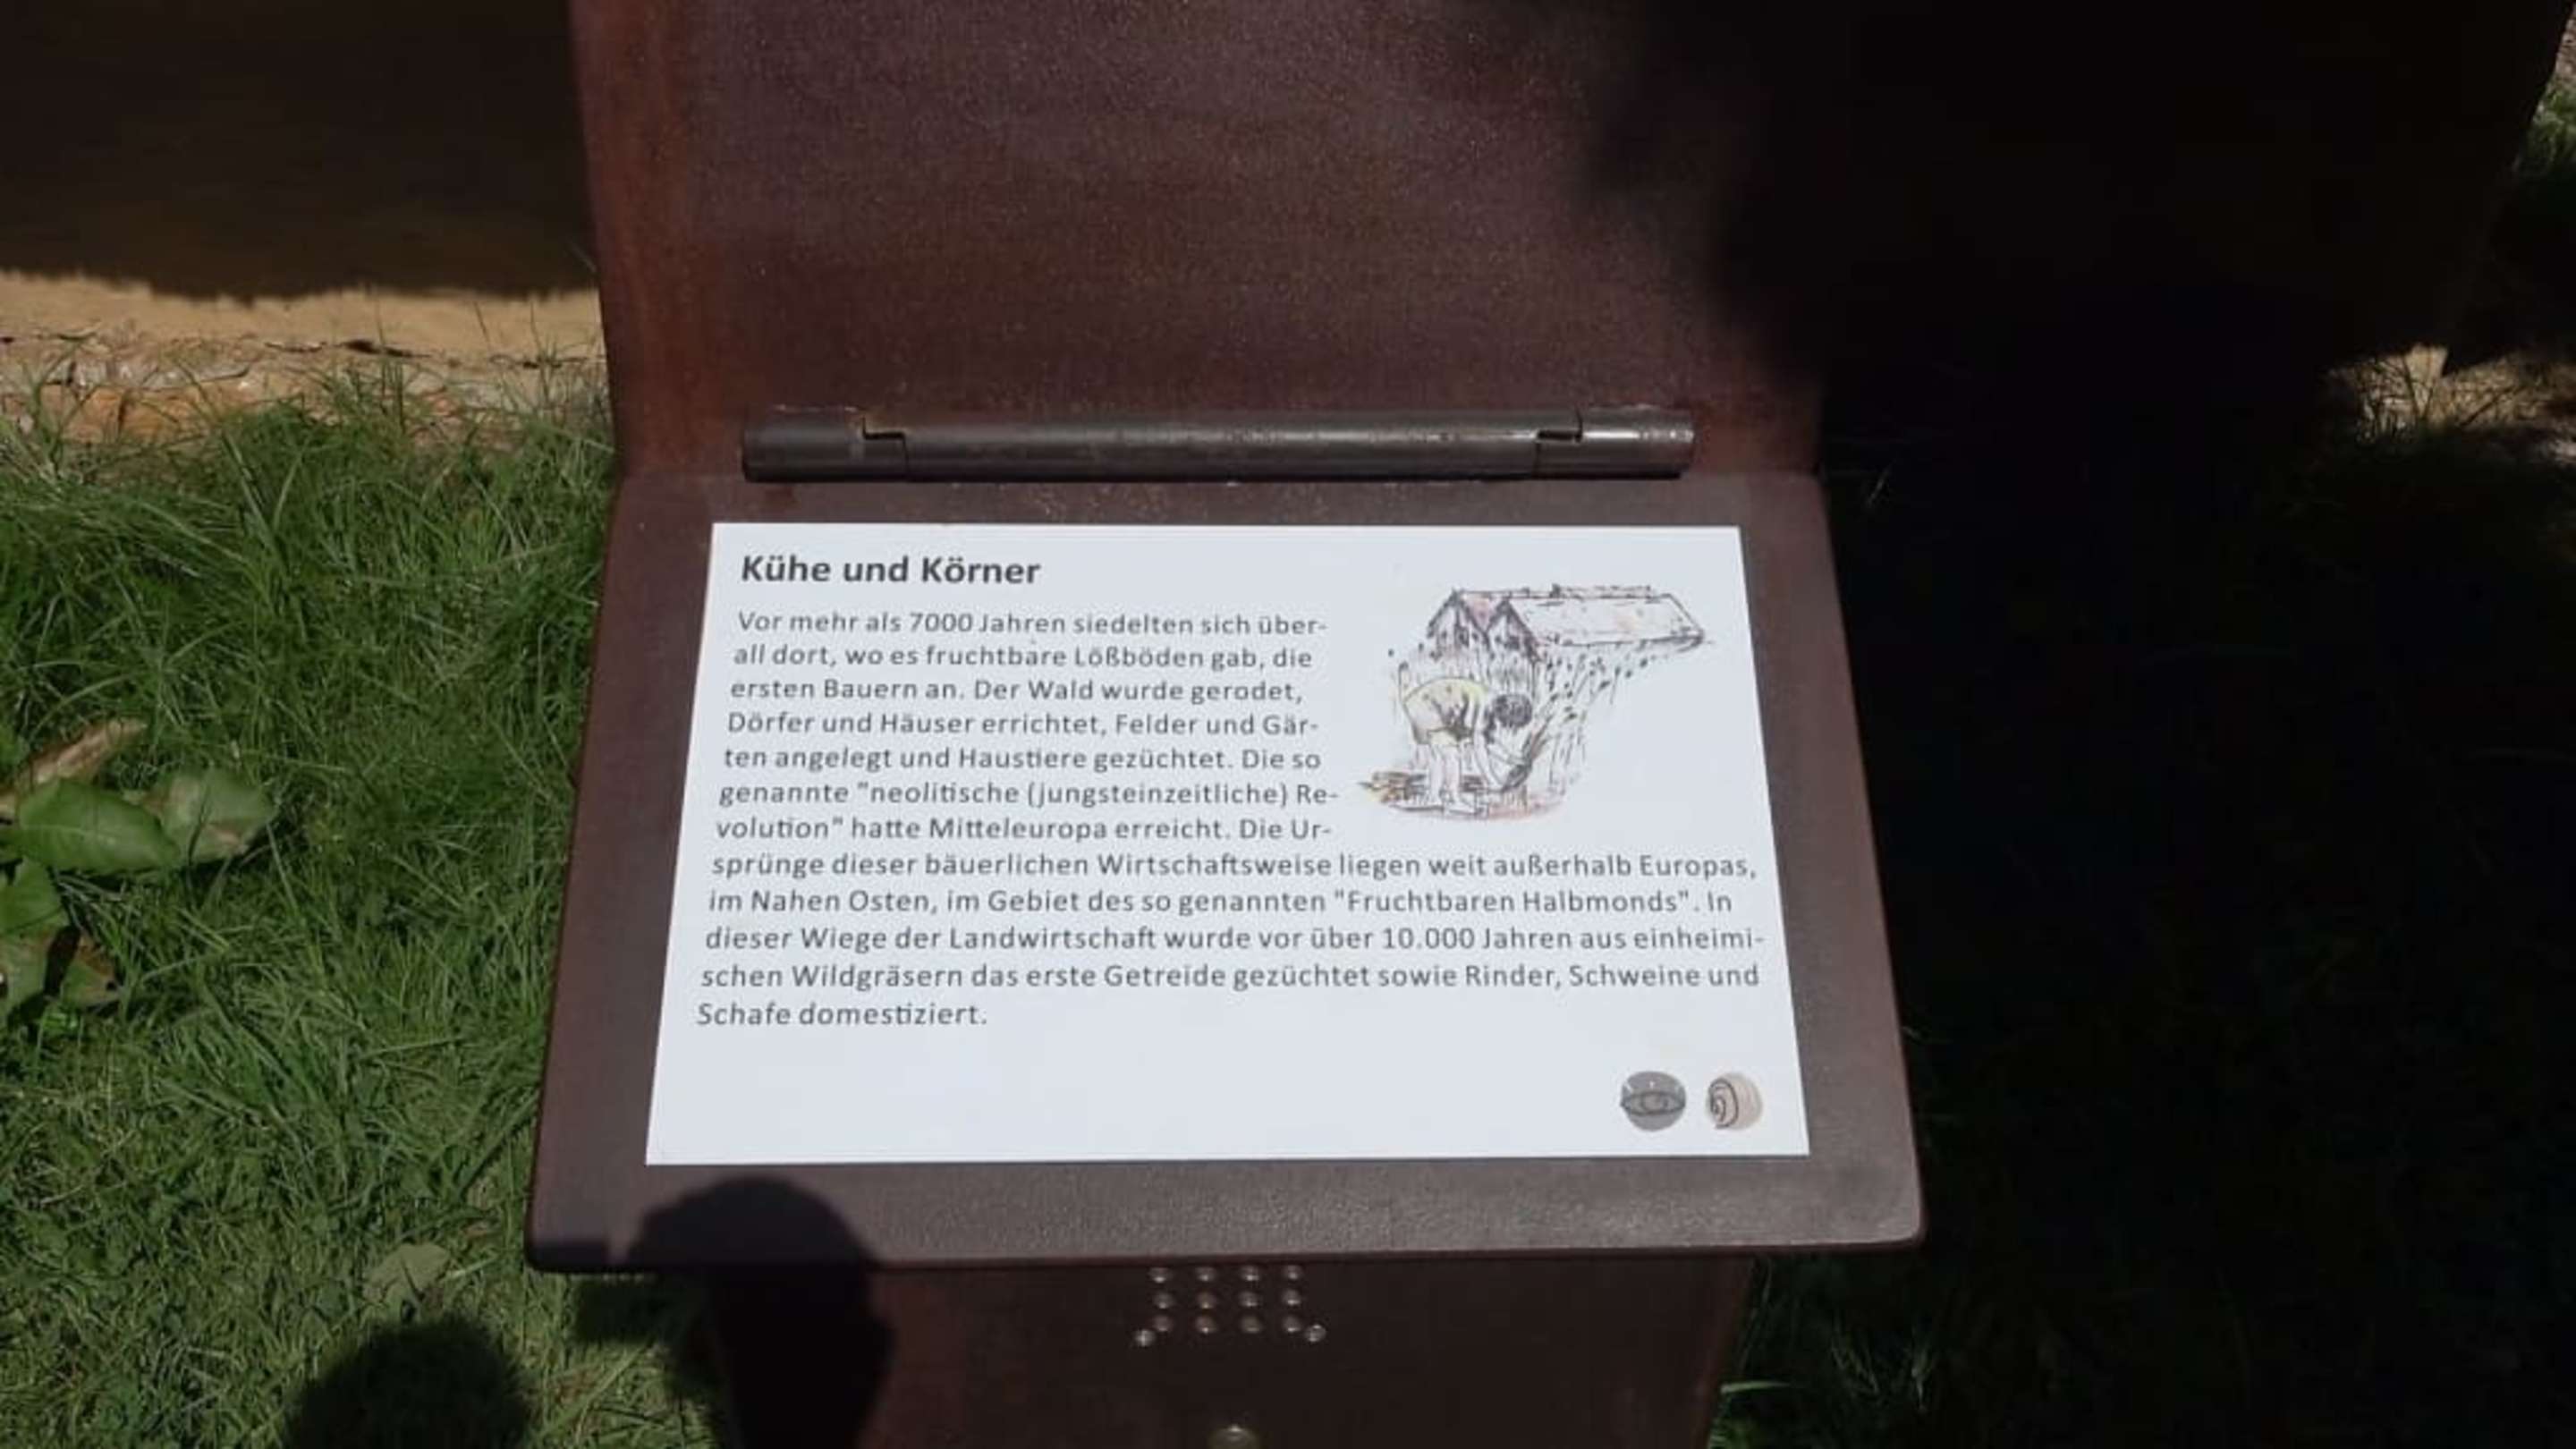 Kühe und Körner
Vor mehr als 7000 Jahren siedelten sich über-
all dort, wo es fruchtbare Lößböden gab, die
ersten Bauern an. Der Wald wurde gerodet,
Dörfer und Häuser errichtet, Felder und Gär-
ten angelegt und Haustiere gezüchtet. Die so
genannte "neolitische (jungsteinzeitliche) Re-
volution" hatte Mitteleuropa erreicht. Die Ur-
sprünge dieser bäuerlichen Wirtschaftsweise liegen weit außerhalb Europas,
im Nahen Osten, im Gebiet des so genannten "Fruchtbaren Halbmonds". In
dieser Wiege der Landwirtschaft wurde vor über 10.000 Jahren aus einheimi-
schen Wildgräsern das erste Getreide gezüchtet sowie Rinder, Schweine und
Schafe domestiziert.